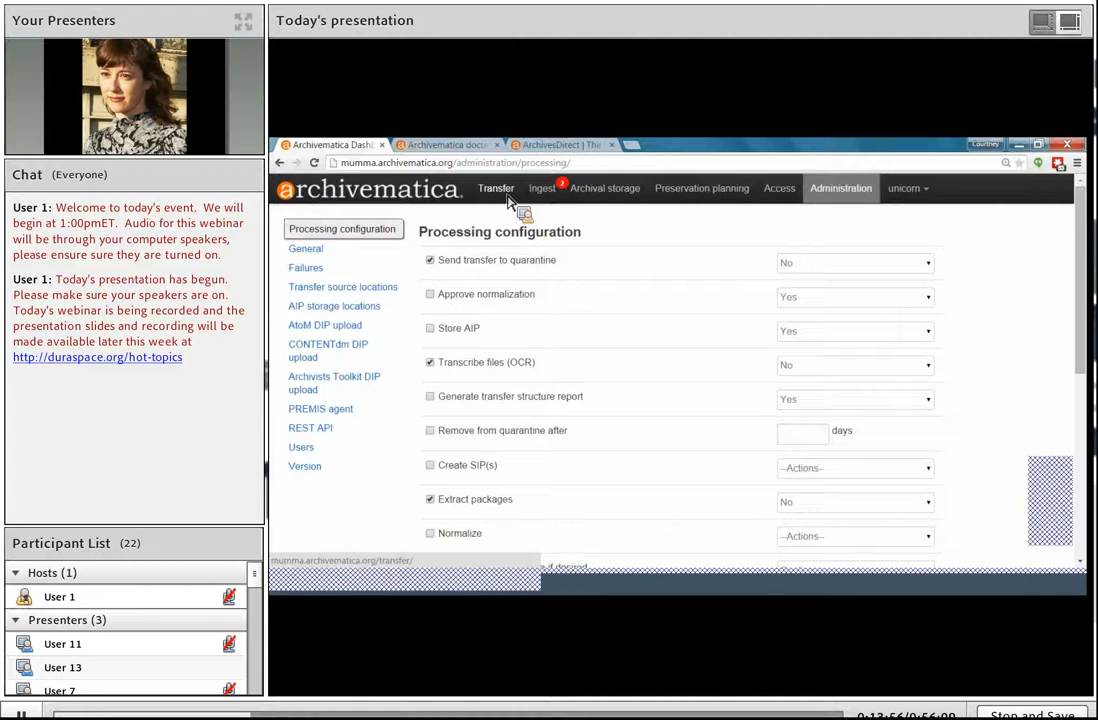 Your Presenters
Chat (Everyone)
User 1: Welcome to today's event. We will
begin at 1:00pmET. Audio for this webinar
will be through your computer speakers,
please ensure sure they are turned on.
User 1: Today's presentation has begun.
Please make sure your speakers are on.
Today's webinar is being recorded and the
presentation slides and recording will be
made available later this week at
http://duraspace.org/hot-topics
Participant List (22)
Hosts (1)
User 1
Presenters (3)
User 11
User 13
User 7
Today's presentation
Archivematica Dash
Archivematica docu
ArchivesDirect | The
Courtney
mumma.archivematica.org/administration/processing/
archivematica.
Transfer
Ingest
2
Archival storage
Preservation planning
Access
Administration
unicorn
Processing configuration
General
Failures
Transfer source locations
AIP storage locations
AtoM DIP upload
CONTENTdm DIP
upload
Archivists Toolkit DIP
upload
PREMIS agent
REST API
Users
Version
Processing configuration
Send transfer to quarantine No
Approve normalization Yes
Store AIP Yes
Transcribe files (OCR) No
Generate transfer structure report Yes
Remove from quarantine after days
Create SIP(s) --Actions--
Extract packages No
Normalize --Actions--
if desired
mumma.archivematica.org/transfer/
0:13:56/0:56:09
Stop and Save